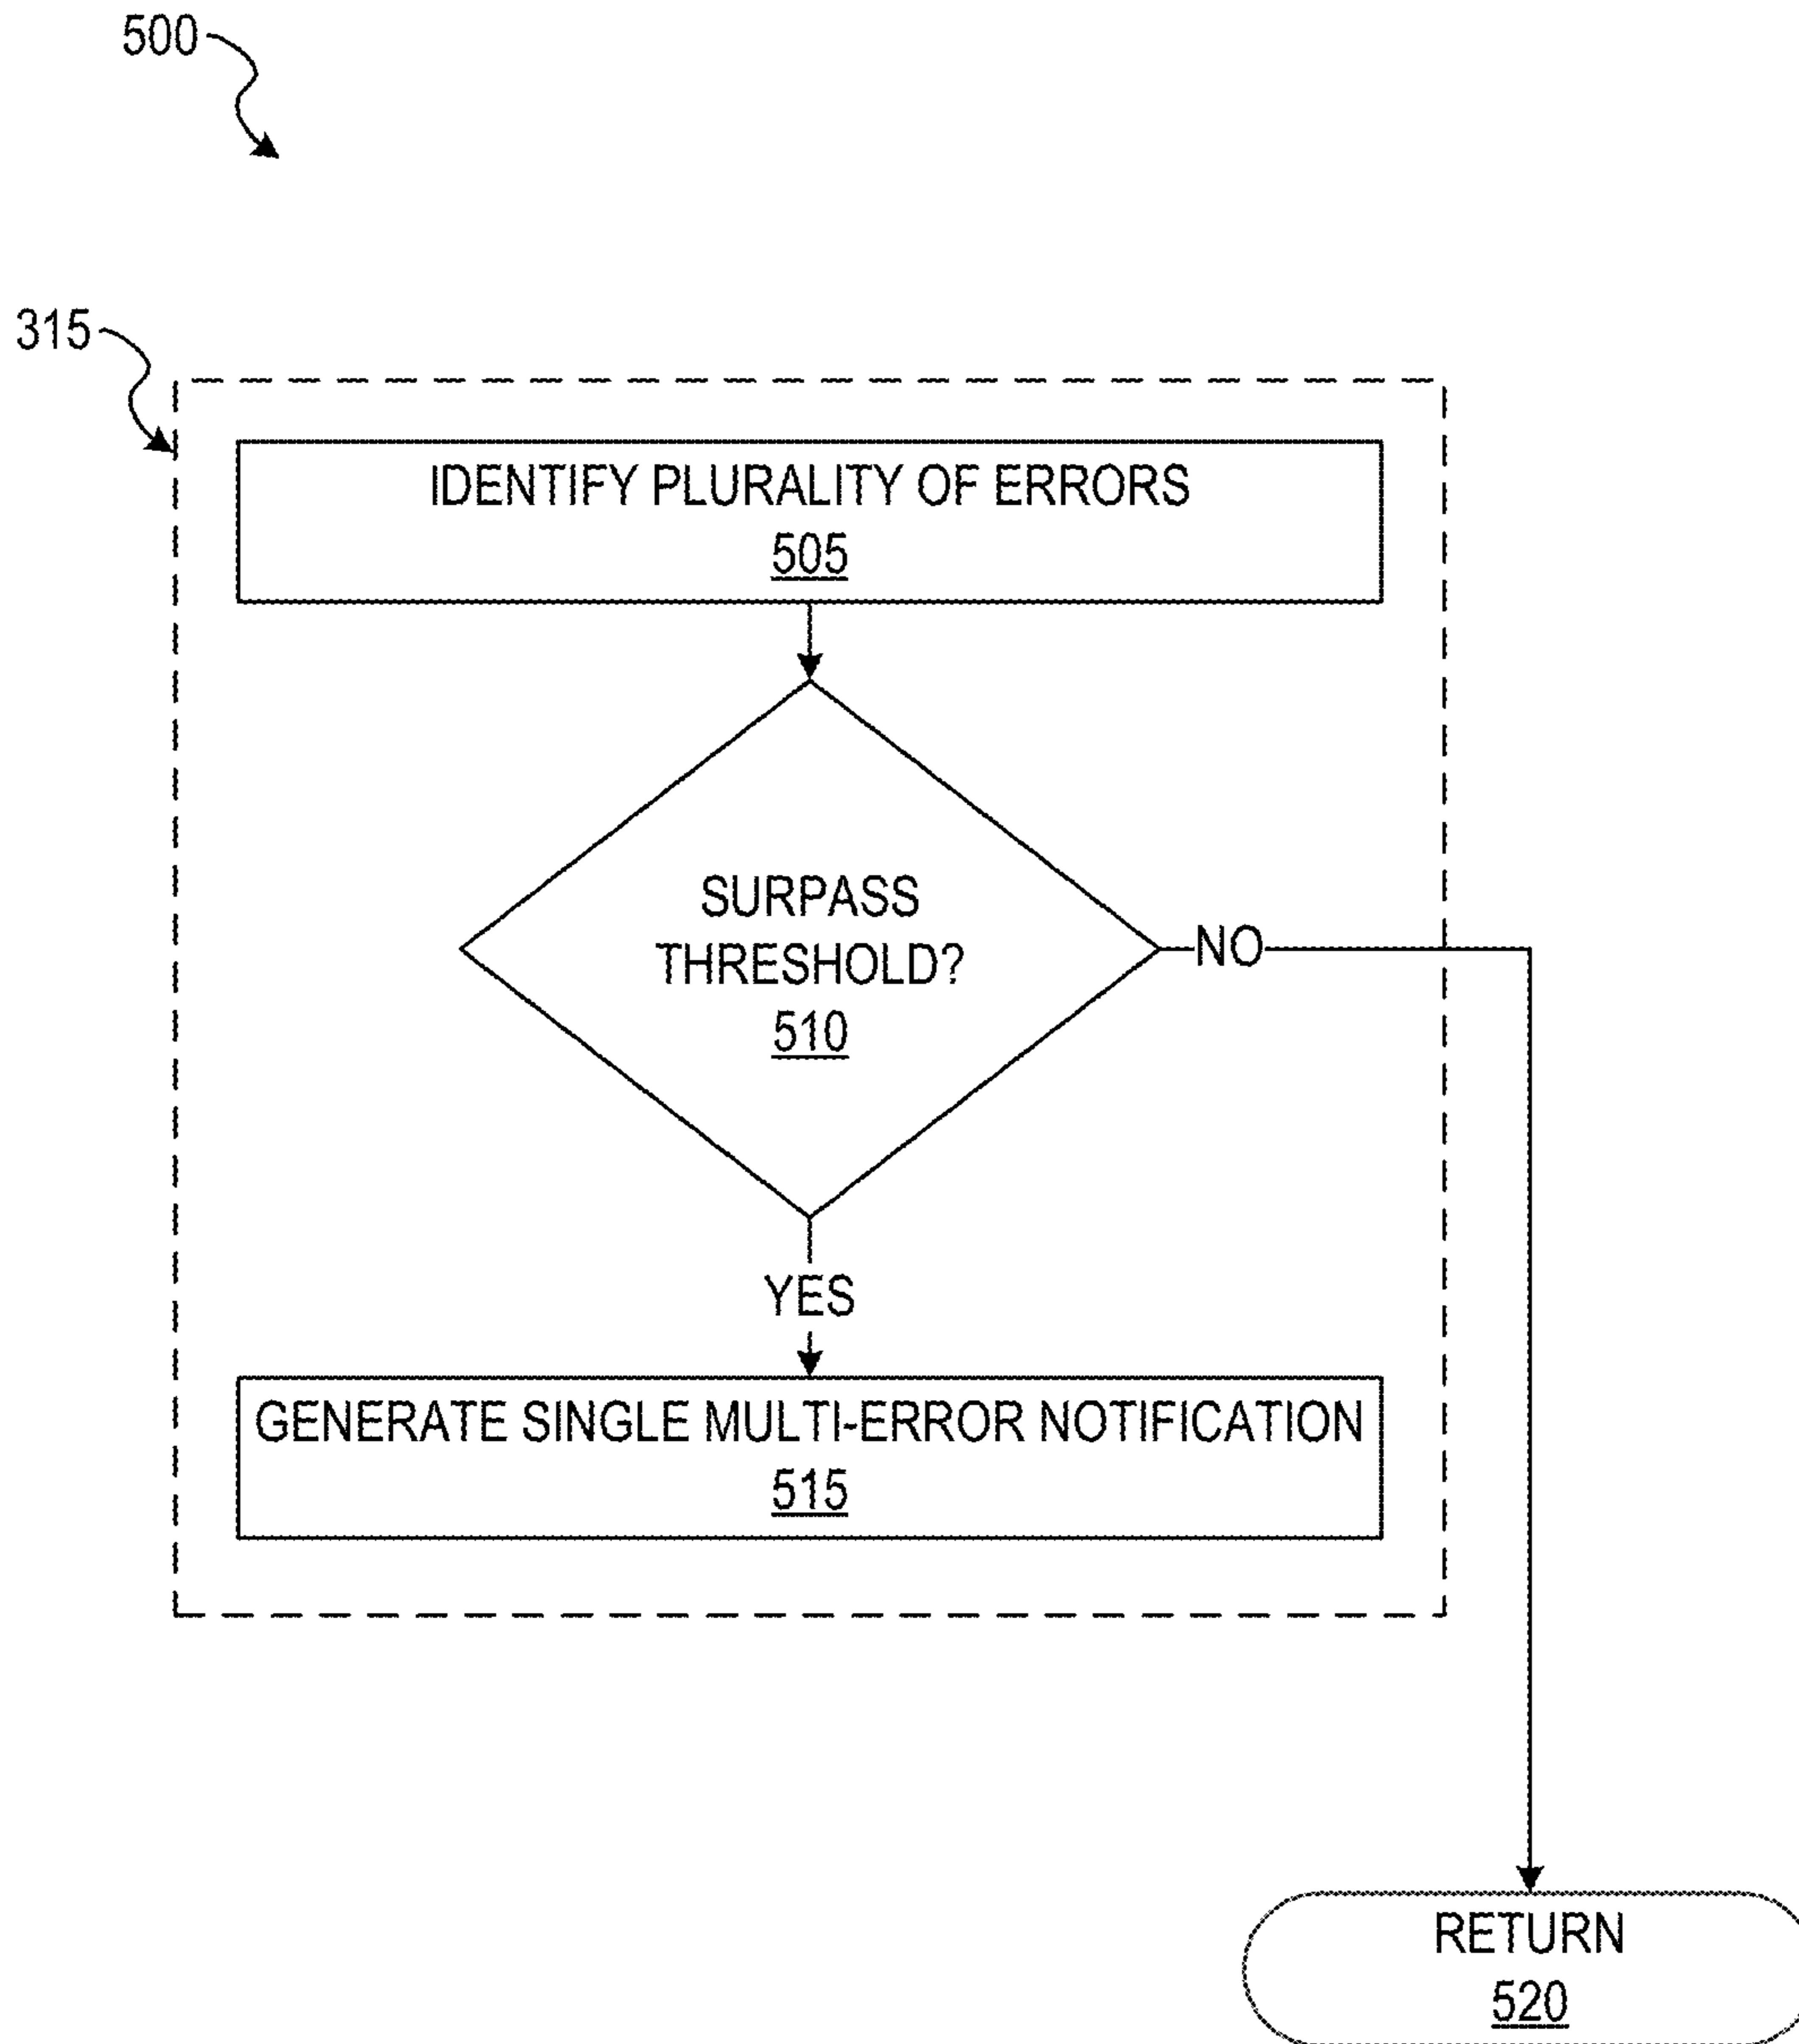 500
315
IDENTIFY PLURALITY OF ERRORS
505
SURPASS
THRESHOLD?
510
NO
YES
GENERATE SINGLE MULTI-ERROR NOTIFICATION
515
RETURN
520